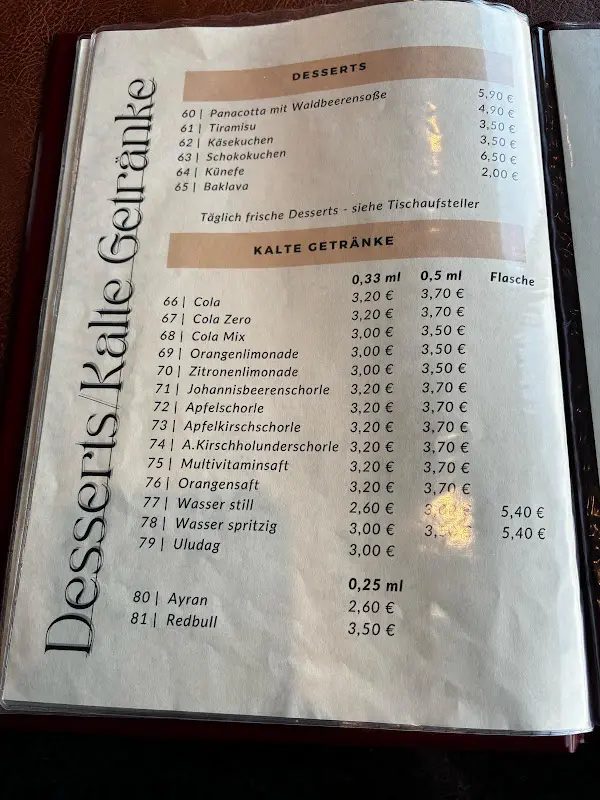 Desserts/Kalte Getränke
DESSERTS
60 | Panacotta mit Waldbeerensoße 5,90 €
61 | Tiramisu 4,90 €
62 | Käsekuchen 3,50 €
63 | Schokokuchen 3,50 €
64 | Künefe 6,50 €
65 | Baklava 2,00 €
Täglich frische Desserts - siehe Tischaufsteller
KALTE GETRÄNKE
0,33 ml 0,5 ml Flasche
66 | Cola 3,20 € 3,70 €
67 | Cola Zero 3,20 € 3,70 €
68 | Cola Mix 3,00 € 3,50 €
69 | Orangenlimonade 3,00 € 3,50 €
70 | Zitronenlimonade 3,00 € 3,50 €
71 | Johannisbeerenschorle 3,20 € 3,70 €
72 | Apfelschorle 3,20 € 3,70 €
73 | Apfelkirschschorle 3,20 € 3,70 €
74 | A.Kirschholunderschorle 3,20 € 3,70 €
75 | Multivitaminsaft 3,20 € 3,70 €
76 | Orangensaft 3,20 € 3,70 €
77 | Wasser still 2,60 € 5,40 €
78 | Wasser spritzig 3,00 € 5,40 €
79 | Uludag 3,00 €
0,25 ml
80 | Ayran 2,60 €
81 | Redbull 3,50 €